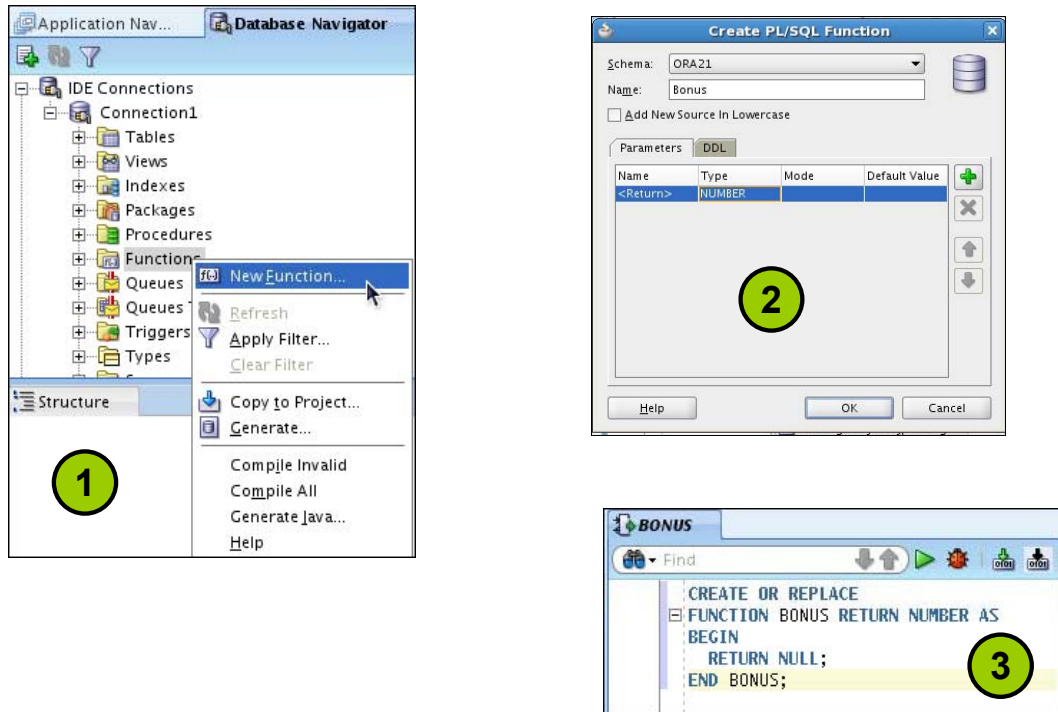 Application Nav...
Database Navigator
IDE Connections
Connection1
Tables
Views
Indexes
Packages
Procedures
Functions
Queues
Queues
Triggers
Types
New Function...
Refresh
Apply Filter...
Clear Filter
Copy to Project...
Generate...
Compile Invalid
Compile All
Generate Java...
Help
Structure
1
Create PL/SQL Function
Schema: ORA21
Name: Bonus
Add New Source In Lowercase
Parameters DDL
Name Type Mode Default Value
<Return> NUMBER
2
Help OK Cancel
BONUS
Find
CREATE OR REPLACE
FUNCTION BONUS RETURN NUMBER AS
BEGIN
RETURN NULL;
END BONUS;
3